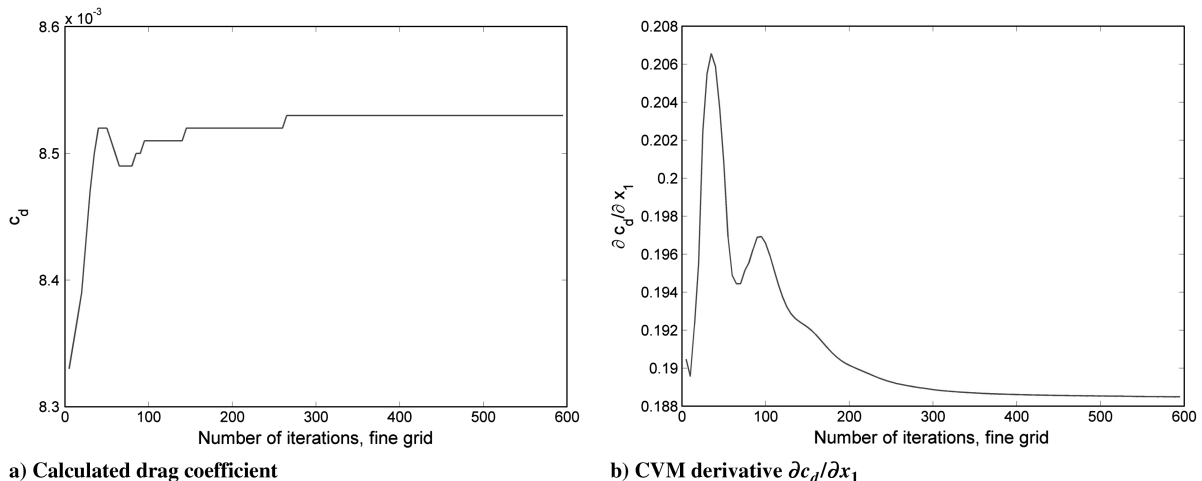 8.6 x 10⁻³
8.5
8.4
8.3
c_d
0 100 200 300 400 500 600
Number of iterations, fine grid
a) Calculated drag coefficient
0.208
0.206
0.204
0.202
0.2
0.198
0.196
0.194
0.192
0.19
0.188
∂ c_d/∂ x_1
0 100 200 300 400 500 600
Number of iterations, fine grid
b) CVM derivative ∂c_d/∂x_1